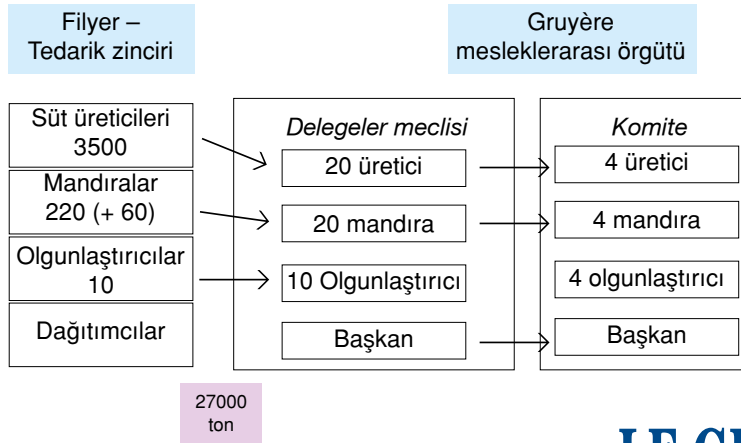 Filyer –
Tedarik zinciri
Gruyère
mesleklerarası örgütü
Süt üreticileri
3500
Mandıralar
220 (+ 60)
Olgunlaştırıcılar
10
Dağıtımcılar
Delegeler meclisi
20 üretici
20 mandıra
10 Olgunlaştırıcı
Başkan
Komite
4 üretici
4 mandıra
4 olgunlaştırıcı
Başkan
27000
ton